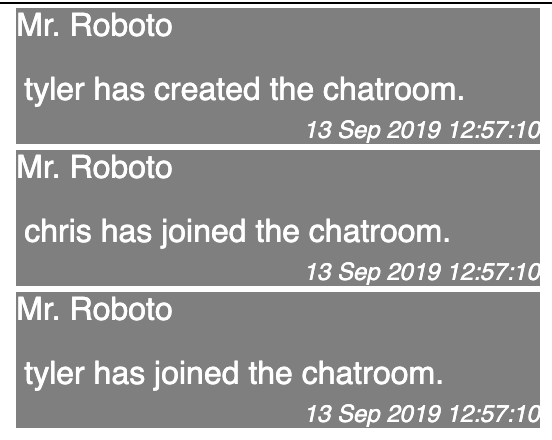 Mr. Roboto
tyler has created the chatroom.
13 Sep 2019 12:57:10
Mr. Roboto
chris has joined the chatroom.
13 Sep 2019 12:57:10
Mr. Roboto
tyler has joined the chatroom.
13 Sep 2019 12:57:10